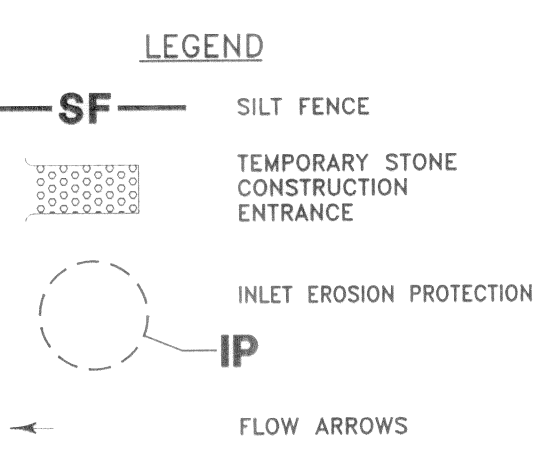 LEGEND
SF SILT FENCE
TEMPORARY STONE
CONSTRUCTION
ENTRANCE
INLET EROSION PROTECTION
IP
FLOW ARROWS